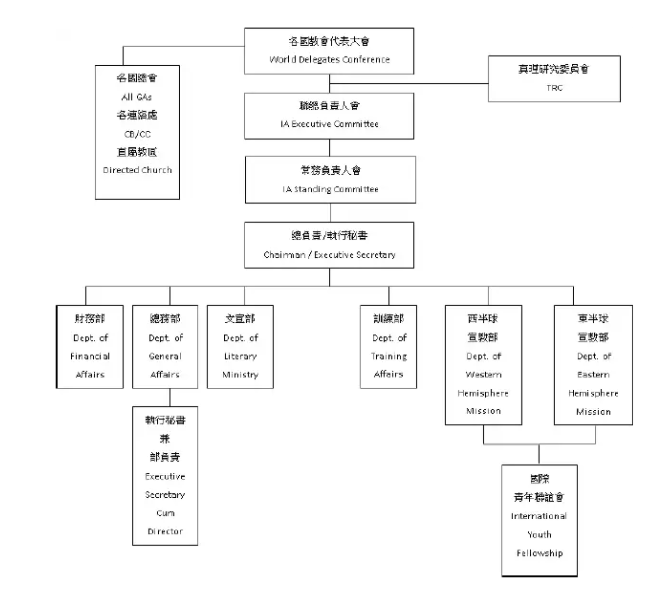 各國教會代表大會
World Delegates Conference
各國總會
All GAs
各連絡處
CB/CC
直屬教區
Directed Church
真理研究委員會
TRC
聯總負責人會
IA Executive Committee
常務負責人會
IA Standing Committee
總負責/執行秘書
Chairman / Executive Secretary
財務部
Dept. of
Financial
Affairs
總務部
Dept. of
General
Affairs
文宣部
Dept. of
Literary
Ministry
訓練部
Dept. of
Training
Affairs
西半球
宣教部
Dept. of
Western
Hemisphere
Mission
東半球
宣教部
Dept. of
Eastern
Hemisphere
Mission
執行秘書
兼
部負責
Executive
Secretary
Cum
Director
國際
青年聯誼會
International
Youth
Fellowship